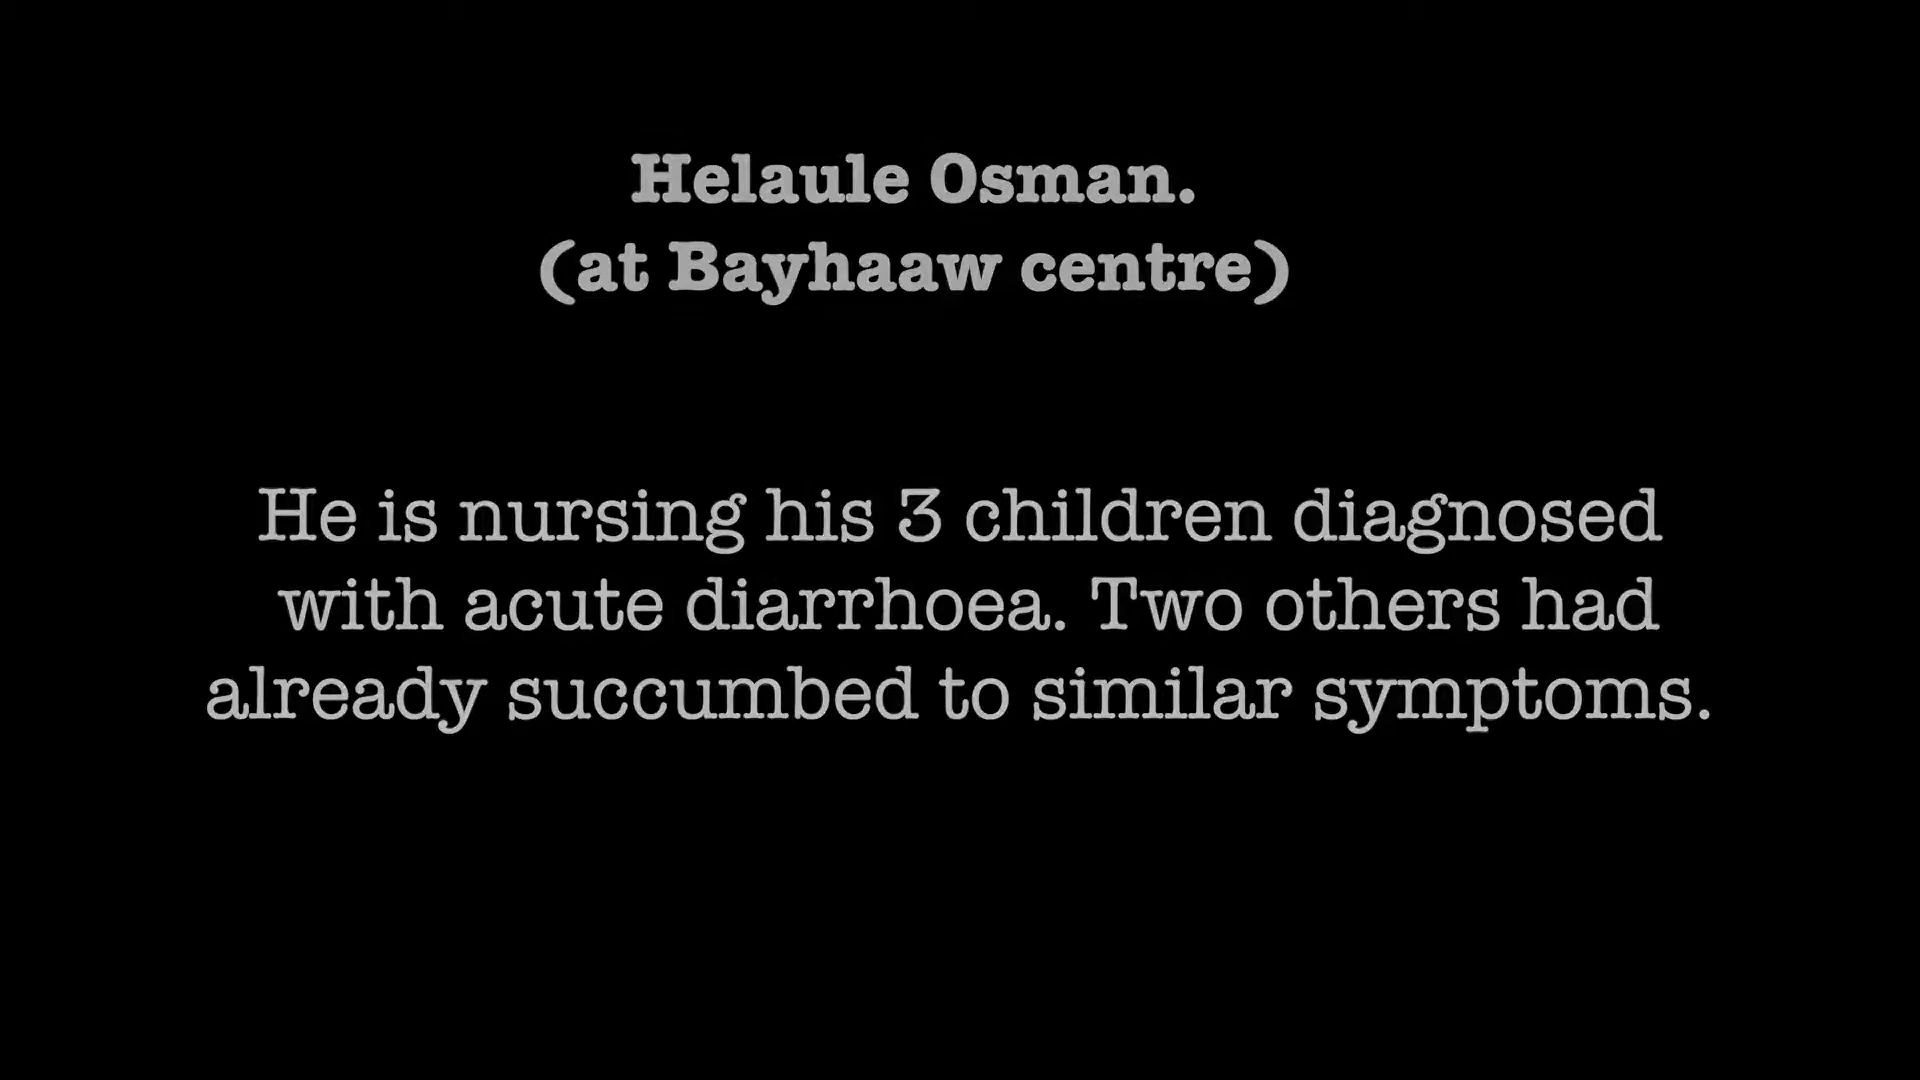 Helaule Osman.
(at Bayhaaw centre)
He is nursing his 3 children diagnosed
with acute diarrhoea. Two others had
already succumbed to similar symptoms.